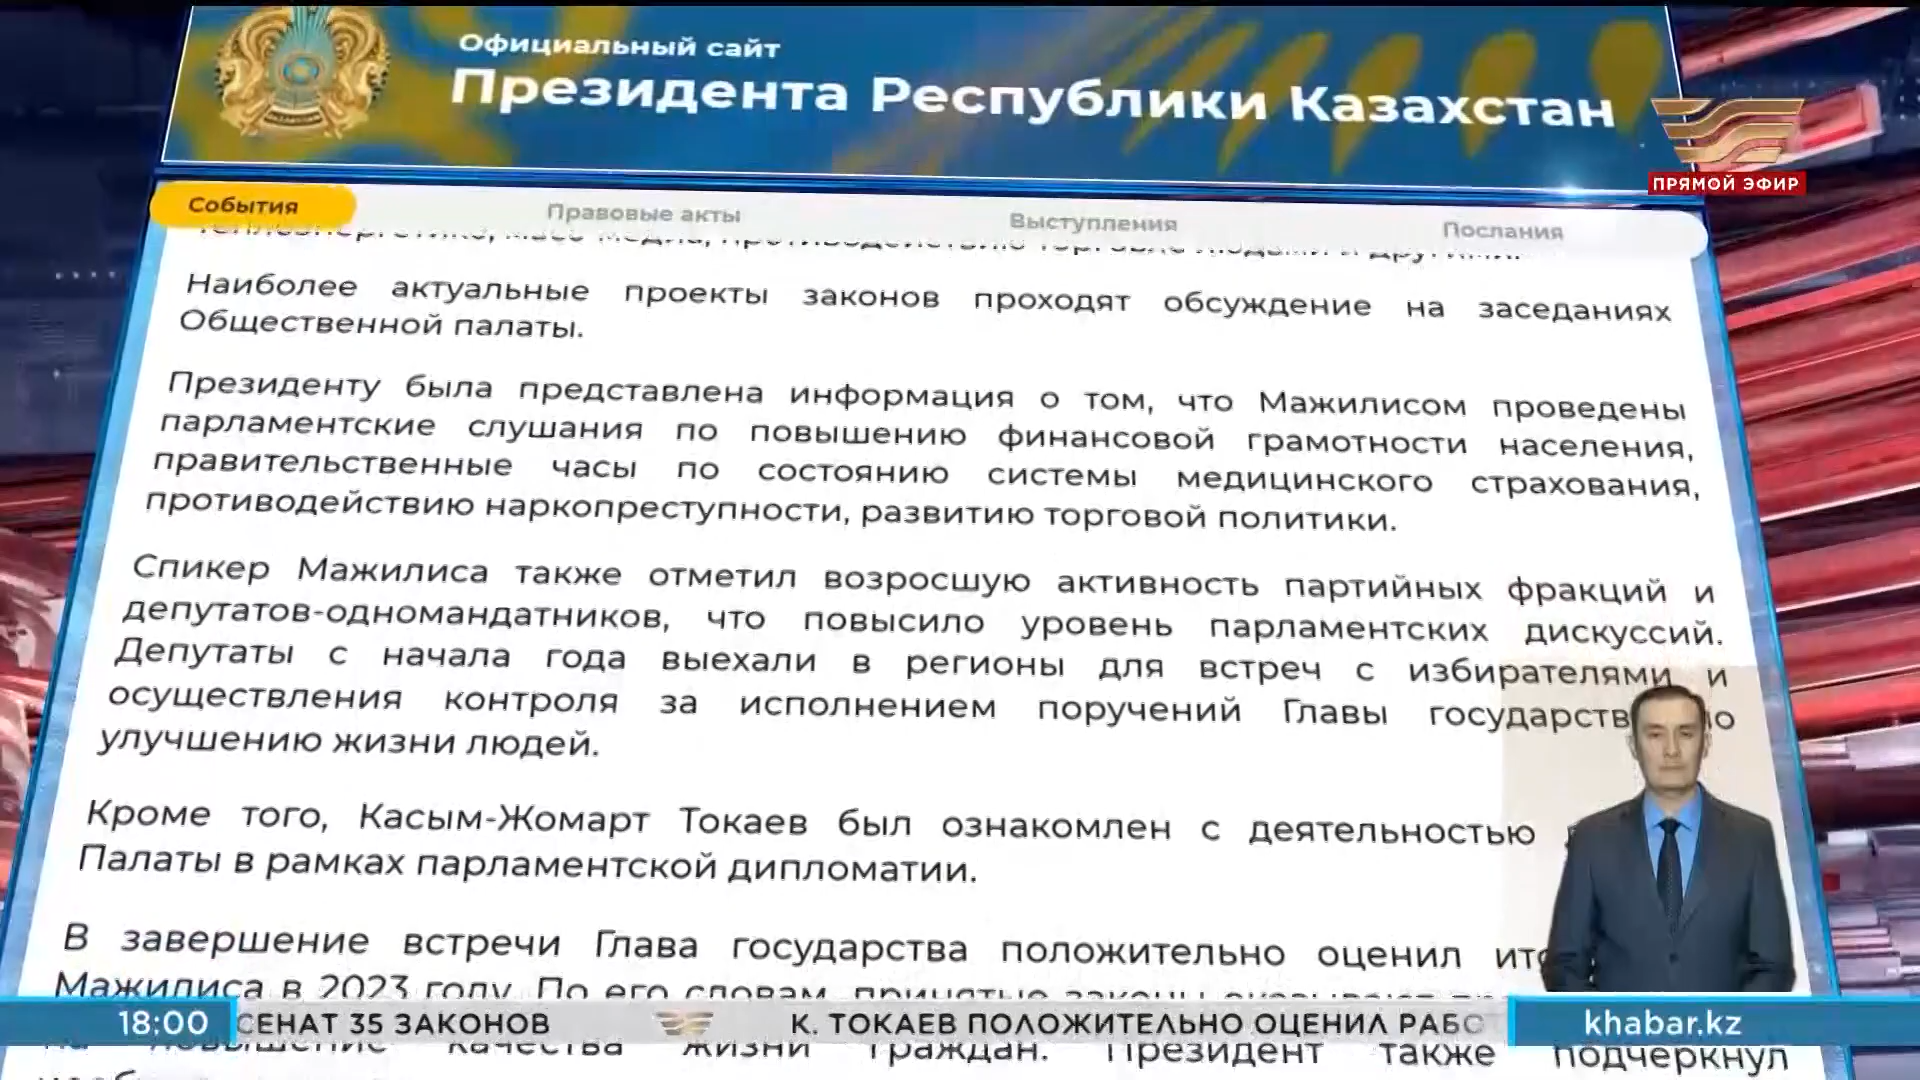 Официальный сайт
Президента Республики Казахстан
ПРЯМОЙ ЭФИР
События Правовые акты Выступления Послания
Наиболее актуальные проекты законов проходят обсуждение на заседаниях
Общественной палаты.
Президенту была представлена информация о том, что Мажилисом проведены
парламентские слушания по повышению финансовой грамотности населения,
правительственные часы по состоянию системы медицинского страхования,
противодействию наркопреступности, развитию торговой политики.
Спикер Мажилиса также отметил возросшую активность партийных фракций и
депутатов-одномандатников, что повысило уровень парламентских дискуссий.
Депутаты с начала года выехали в регионы для встреч с избирателями и
осуществления контроля за исполнением поручений Главы государств
улучшению жизни людей.
Кроме того, Касым-Жомарт Токаев был ознакомлен с деятельностью
Палаты в рамках парламентской дипломатии.
В завершение встречи Глава государства положительно оценил ито
Мажилиса в 2023 году. По его словам, принятые законы
18:00 СЕНАТ 35 ЗАКОНОВ К. ТОКАЕВ ПОЛОЖИТЕЛЬНО ОЦЕНИЛ РАБО khabar.kz
на повышение качества жизни граждан. Президент также подчеркнул